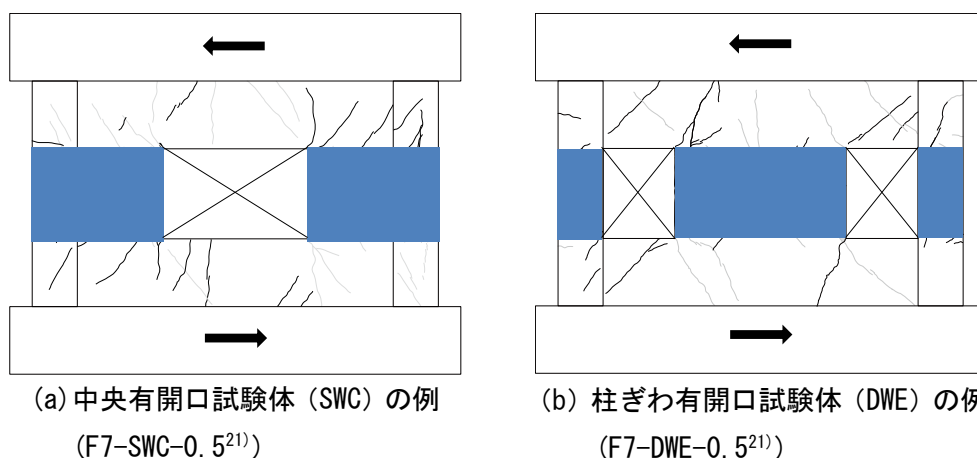 (a) 中央有開口試験体 (SWC) の例
(F7-SWC-0.5²¹⁾)
(b) 柱ぎわ有開口試験体 (DWE) の例
(F7-DWE-0.5²¹⁾)